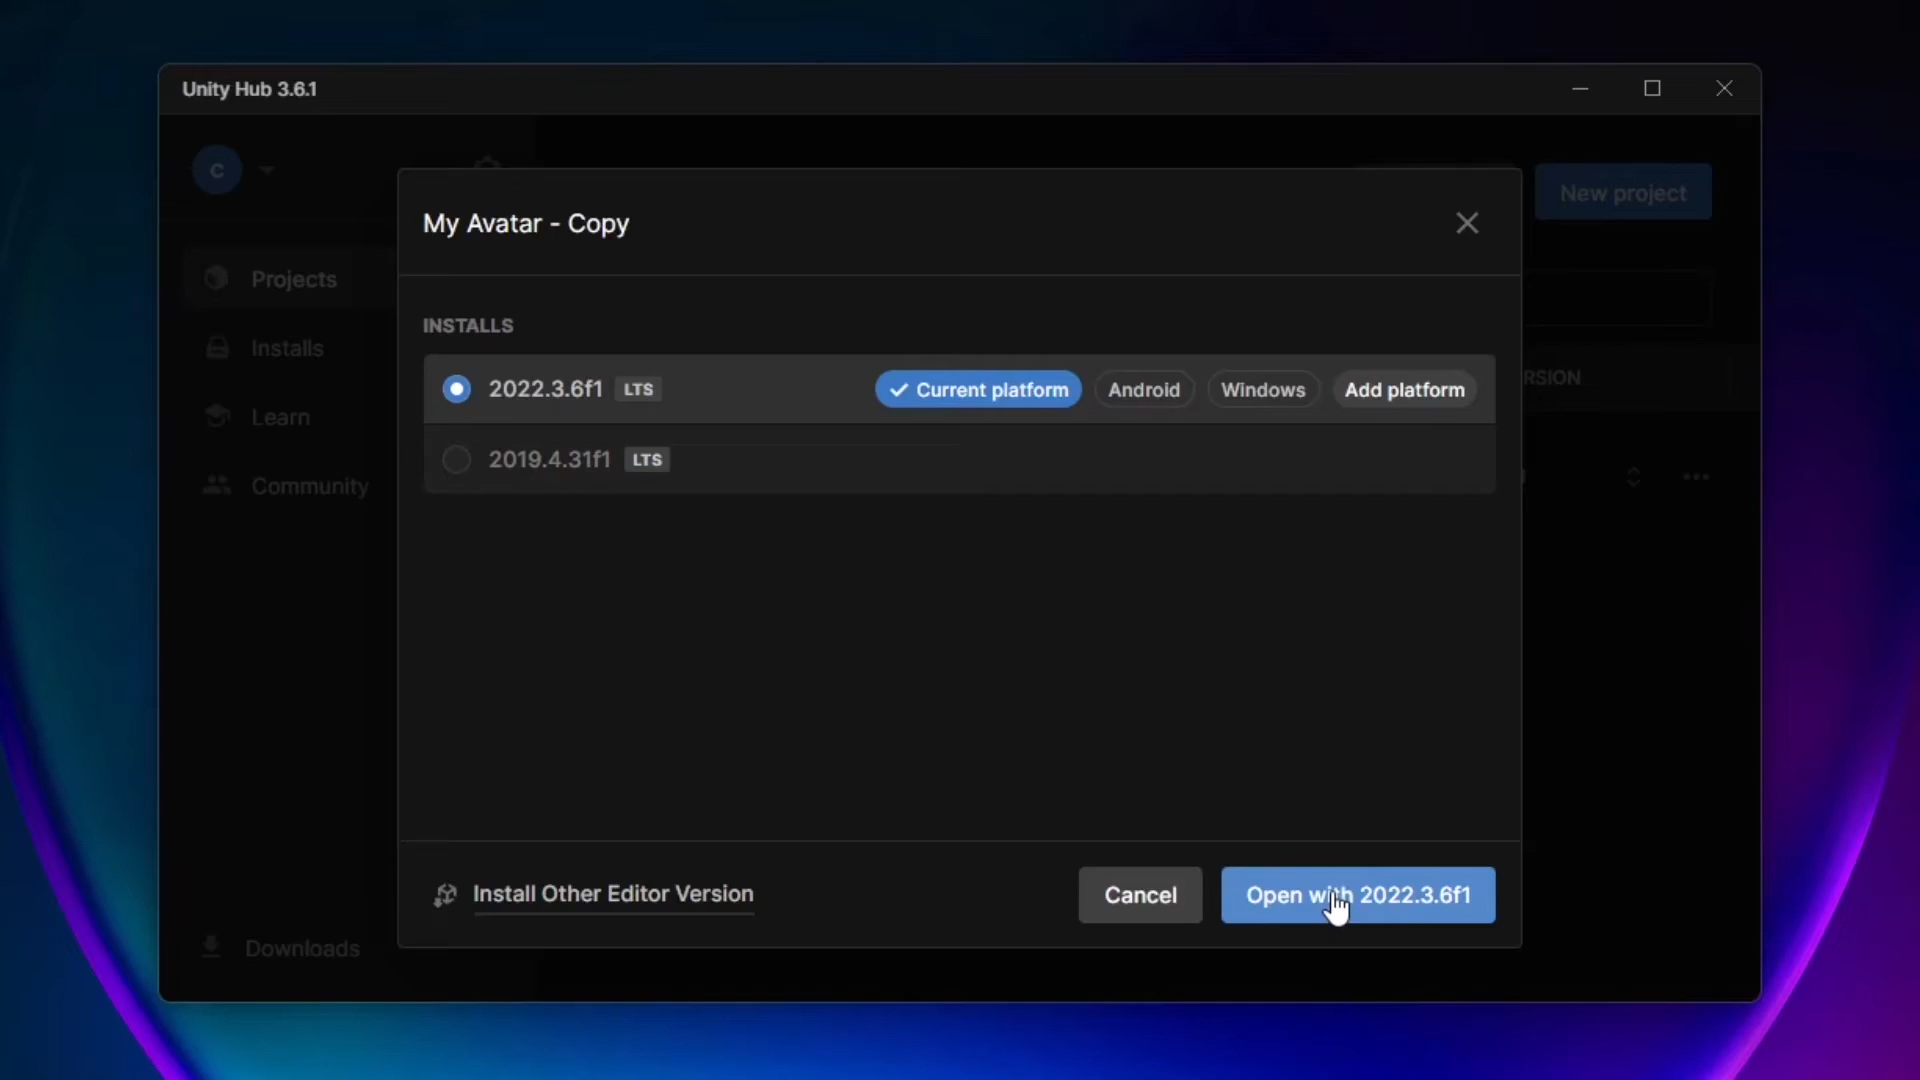 Unity Hub 3.6.1
C
New project
My Avatar - Copy
Projects
INSTALLS
Installs
2022.3.6f1 LTS Current platform Android Windows Add platform
RSION
Learn
2019.4.31f1 LTS
Community
Install Other Editor Version
Cancel
Open with 2022.3.6f1
Downloads